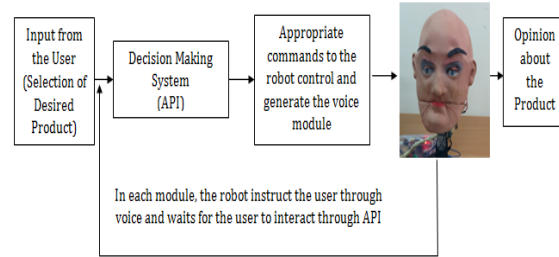 Input from
the User
(Selection of
Desired
Product)
Decision Making
System
(API)
Appropriate
commands to the
robot control and
generate the voice
module
Opinion
about
the
Product
In each module, the robot instruct the user through
voice and waits for the user to interact through API